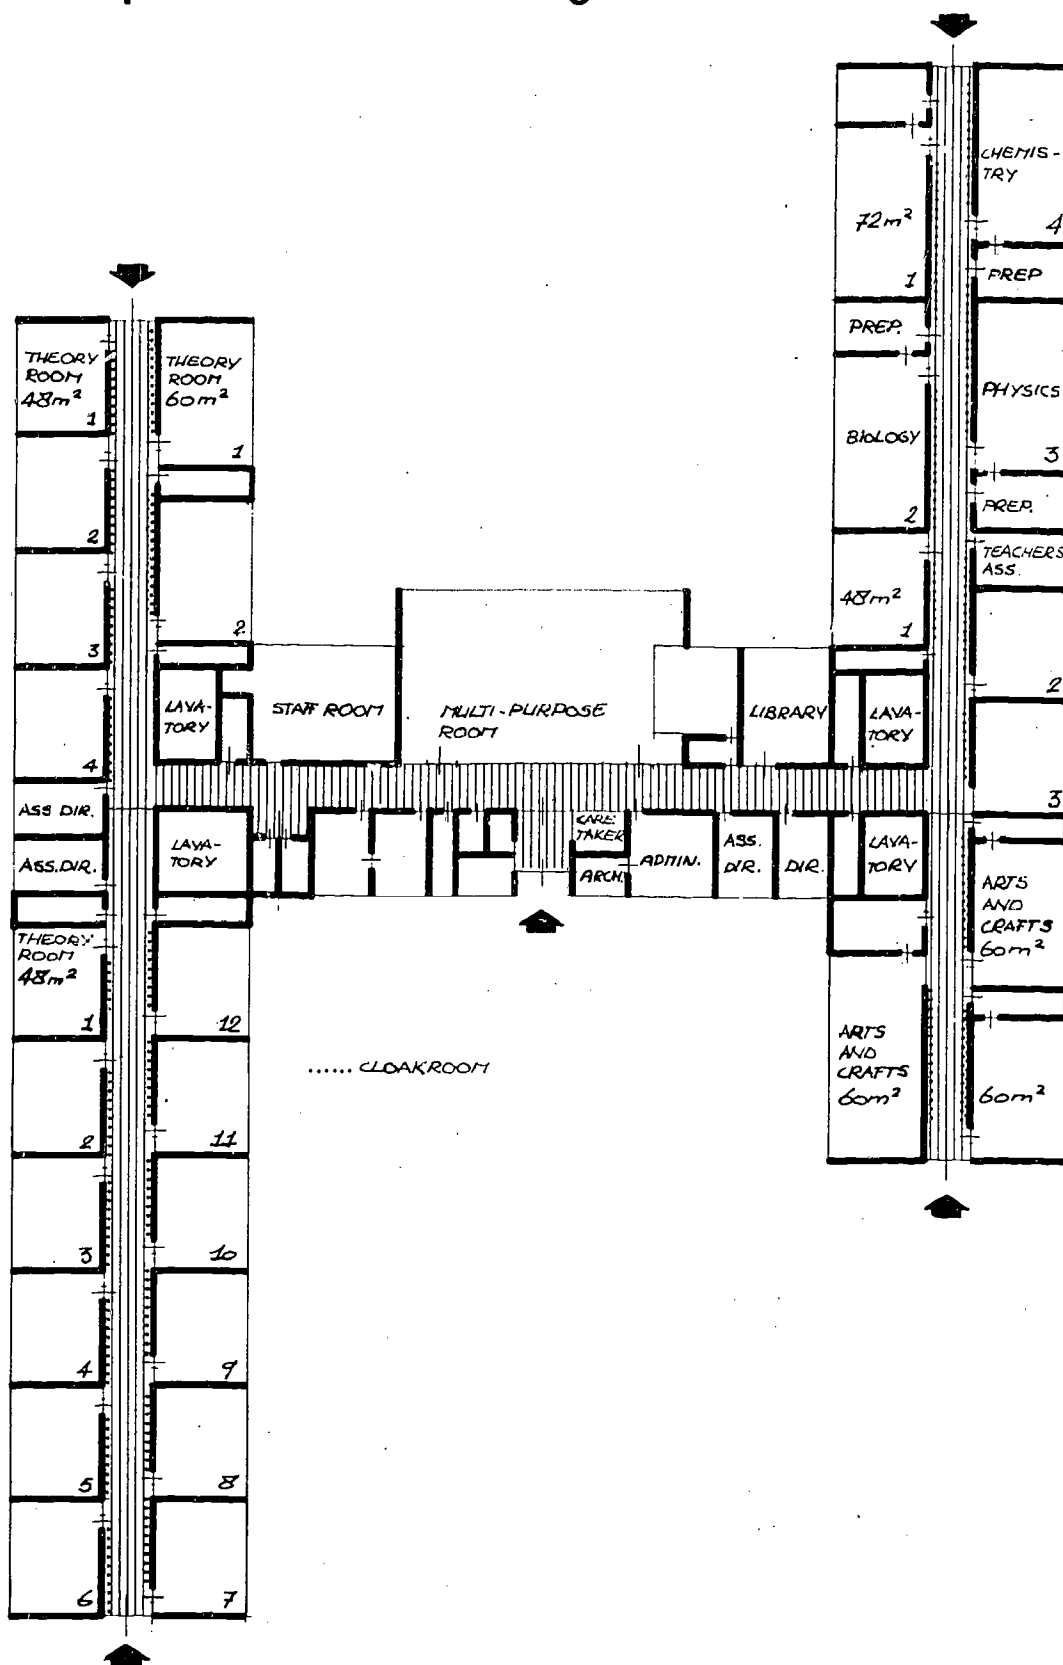 CHEMIS-
TRY
4
72m²
1
PREP
PREP.
PHYSICS
3
BIOLOGY
2
PREP.
TEACHERS
ASS.
48m²
1
2
3
THEORY
ROOM
48m²
1
THEORY
ROOM
60m²
1
2
3
2
4
LAVA-
TORY
STAFF ROOM
MULTI-PURPOSE
ROOM
LIBRARY
LAVA-
TORY
ASS DIR.
ASS.DIR.
LAVA-
TORY
CARE
TAKER
ARCH.
ADMIN.
ASS.
DIR.
DIR.
LAVA-
TORY
ARTS
AND
CRAFTS
60m²
THEORY
ROOM
48m²
1
12
...... CLOAKROOM
ARTS
AND
CRAFTS
60m²
60m²
2
11
3
10
4
9
5
8
6
7